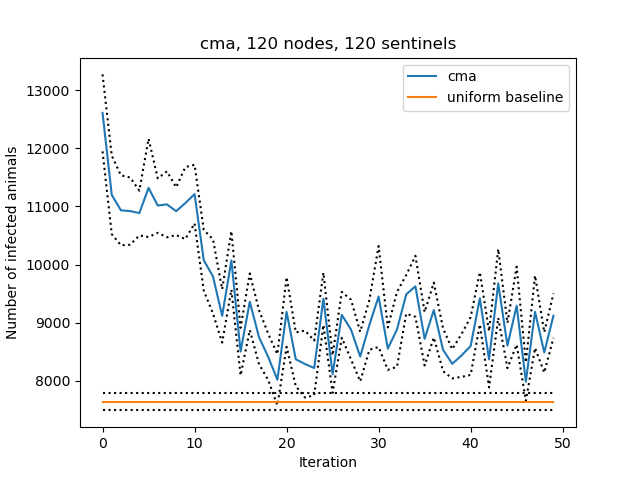 cma, 120 nodes, 120 sentinels
cma
uniform baseline
Number of infected animals
13000
12000
11000
10000
9000
8000
0 10 20 30 40 50
Iteration